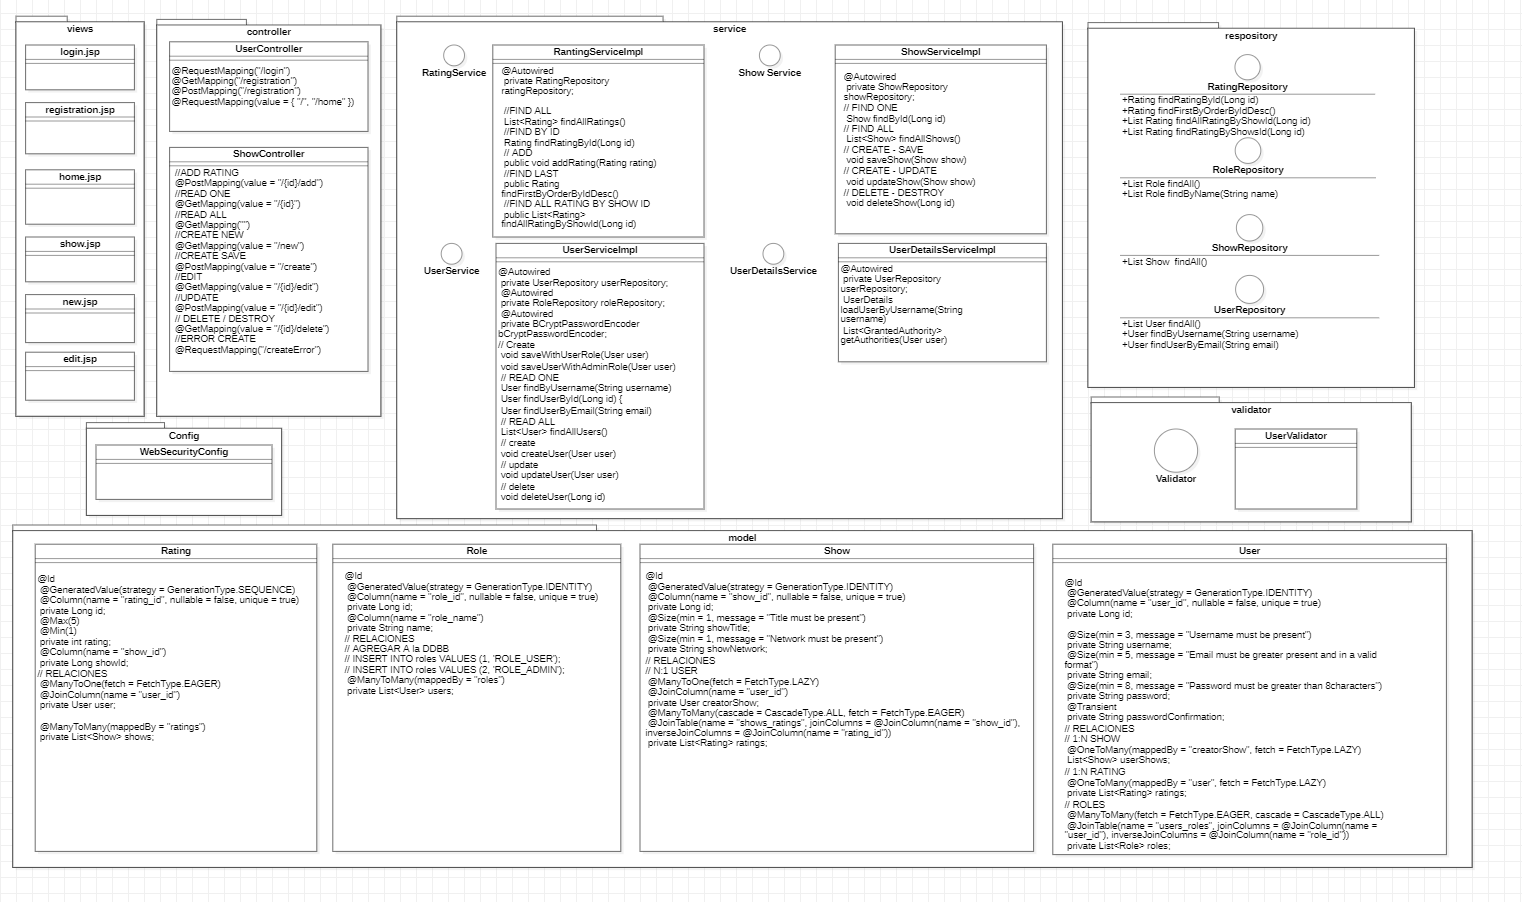 views
login.jsp
registration.jsp
home.jsp
show.jsp
new.jsp
edit.jsp
controller
UserController
@RequestMapping("/login")
@GetMapping("/registration")
@PostMapping("/registration")
@RequestMapping(value = { "/", "/home" })
ShowController
//ADD RATING
@PostMapping(value = "/{id}/add")
//READ ONE
@GetMapping(value = "/{id}")
//READ ALL
@GetMapping("")
//CREATE NEW
@GetMapping(value = "/new")
//CREATE SAVE
@PostMapping(value = "/create")
//EDIT
@GetMapping(value = "/{id}/edit")
//UPDATE
@PostMapping(value = "/{id}/edit")
// DELETE / DESTROY
@GetMapping(value = "/{id}/delete")
//ERROR CREATE
@RequestMapping("/createError")
Config
WebSecurityConfig
service
RatingService
RantingServiceImpl
@Autowired
private RatingRepository
ratingRepository;
//FIND ALL
List<Rating> findAllRatings()
//FIND BY ID
Rating findRatingById(Long id)
// ADD
public void addRating(Rating rating)
//FIND LAST
public Rating
findFirstByOrderByIdDesc()
//FIND ALL RATING BY SHOW ID
public List<Rating>
findAllRatingByShowId(Long id)
Show Service
ShowServiceImpl
@Autowired
private ShowRepository
showRepository;
// FIND ONE
Show findById(Long id)
// FIND ALL
List<Show> findAllShows()
// CREATE - SAVE
void saveShow(Show show)
// CREATE - UPDATE
void updateShow(Show show)
// DELETE - DESTROY
void deleteShow(Long id)
UserService
UserServiceImpl
@Autowired
private UserRepository userRepository;
@Autowired
private RoleRepository roleRepository;
@Autowired
private BCryptPasswordEncoder
bCryptPasswordEncoder;
// Create
void saveWithUserRole(User user)
void saveUserWithAdminRole(User user)
// READ ONE
User findByUsername(String username)
User findUserById(Long id) {
User findUserByEmail(String email)
// READ ALL
List<User> findAllUsers()
// create
void createUser(User user)
// update
void updateUser(User user)
// delete
void deleteUser(Long id)
UserDetailsService
UserDetailsServiceImpl
@Autowired
private UserRepository
userRepository;
UserDetails
loadUserByUsername(String
username)
List<GrantedAuthority>
getAuthorities(User user)
respository
RatingRepository
+Rating findRatingById(Long id)
+Rating findFirstByOrderByIdDesc()
+List Rating findAllRatingByShowId(Long id)
+List Rating findRatingByShowsId(Long id)
RoleRepository
+List Role findAll()
+List Role findByName(String name)
ShowRepository
+List Show  findAll()
UserRepository
+List User findAll()
+User findByUsername(String username)
+User findUserByEmail(String email)
validator
Validator
UserValidator
model
Rating
@Id
@GeneratedValue(strategy = GenerationType.SEQUENCE)
@Column(name = "rating_id", nullable = false, unique = true)
private Long id;
@Max(5)
@Min(1)
private int rating;
@Column(name = "show_id")
private Long showId;
// RELACIONES
@ManyToOne(fetch = FetchType.EAGER)
@JoinColumn(name = "user_id")
private User user;
@ManyToMany(mappedBy = "ratings")
private List<Show> shows;
Role
@Id
@GeneratedValue(strategy = GenerationType.IDENTITY)
@Column(name = "role_id", nullable = false, unique = true)
private Long id;
@Column(name = "role_name")
private String name;
// RELACIONES
// AGREGAR A la DDBB
// INSERT INTO roles VALUES (1, 'ROLE_USER');
// INSERT INTO roles VALUES (2, 'ROLE_ADMIN');
@ManyToMany(mappedBy = "roles")
private List<User> users;
Show
@Id
@GeneratedValue(strategy = GenerationType.IDENTITY)
@Column(name = "show_id", nullable = false, unique = true)
private Long id;
@Size(min = 1, message = "Title must be present")
private String showTitle;
@Size(min = 1, message = "Network must be present")
private String showNetwork;
// RELACIONES
// N:1 USER
@ManyToOne(fetch = FetchType.LAZY)
@JoinColumn(name = "user_id")
private User creatorShow;
@ManyToMany(cascade = CascadeType.ALL, fetch = FetchType.EAGER)
@JoinTable(name = "shows_ratings", joinColumns = @JoinColumn(name = "show_id"),
inverseJoinColumns = @JoinColumn(name = "rating_id"))
private List<Rating> ratings;
User
@Id
@GeneratedValue(strategy = GenerationType.IDENTITY)
@Column(name = "user_id", nullable = false, unique = true)
private Long id;
@Size(min = 3, message = "Username must be present")
private String username;
@Size(min = 5, message = "Email must be greater present and in a valid
format")
private String email;
@Size(min = 8, message = "Password must be greater than 8characters")
private String password;
@Transient
private String passwordConfirmation;
// RELACIONES
// 1:N SHOW
@OneToMany(mappedBy = "creatorShow", fetch = FetchType.LAZY)
List<Show> userShows;
// 1:N RATING
@OneToMany(mappedBy = "user", fetch = FetchType.LAZY)
private List<Rating> ratings;
// ROLES
@ManyToMany(fetch = FetchType.EAGER, cascade = CascadeType.ALL)
@JoinTable(name = "users_roles", joinColumns = @JoinColumn(name =
"user_id"), inverseJoinColumns = @JoinColumn(name = "role_id"))
private List<Role> roles;